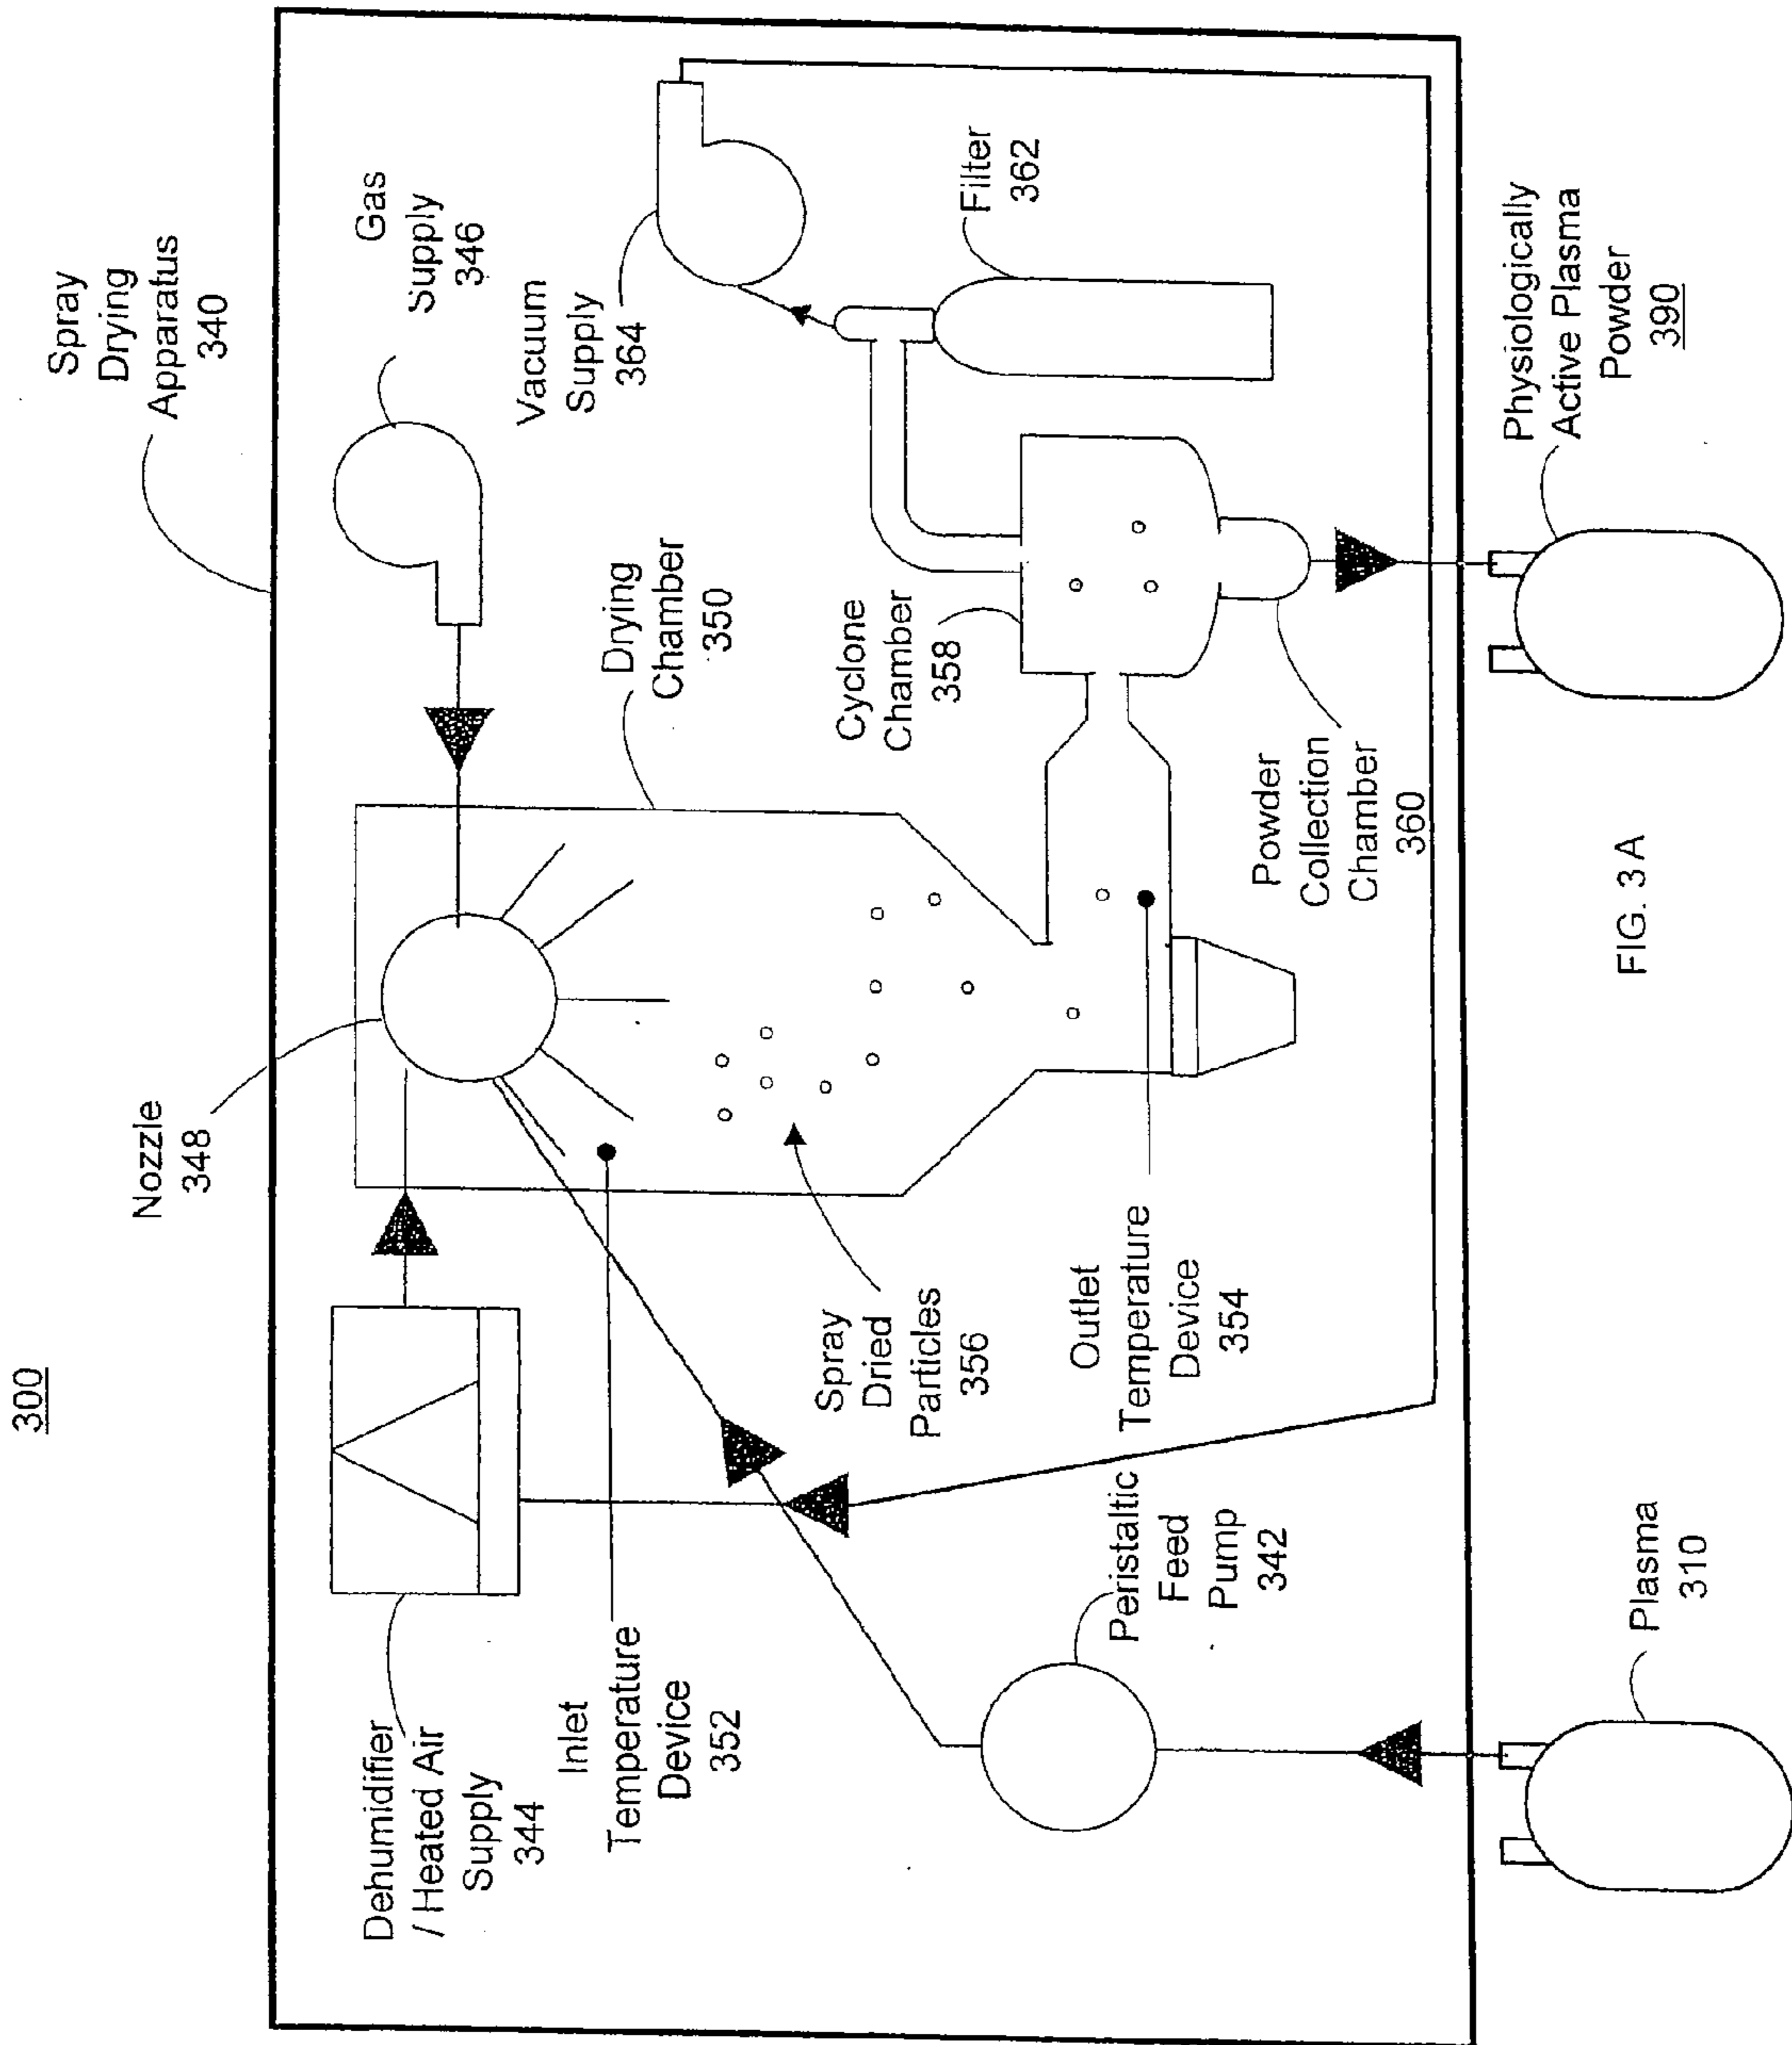 300
Spray
Drying
Apparatus
340
Nozzle
348
Gas
Supply
346
Dehumidifier
/ Heated Air
Supply
344
Drying
Chamber
350
Vacuum
Supply
364
Inlet
Temperature
Device
352
Cyclone
Chamber
358
Filter
362
Spray
Dried
Particles
356
Outlet
Temperature
Device
354
Peristaltic
Feed
Pump
342
Powder
Collection
Chamber
360
Plasma
310
Physiologically
Active Plasma
Powder
390
FIG. 3A